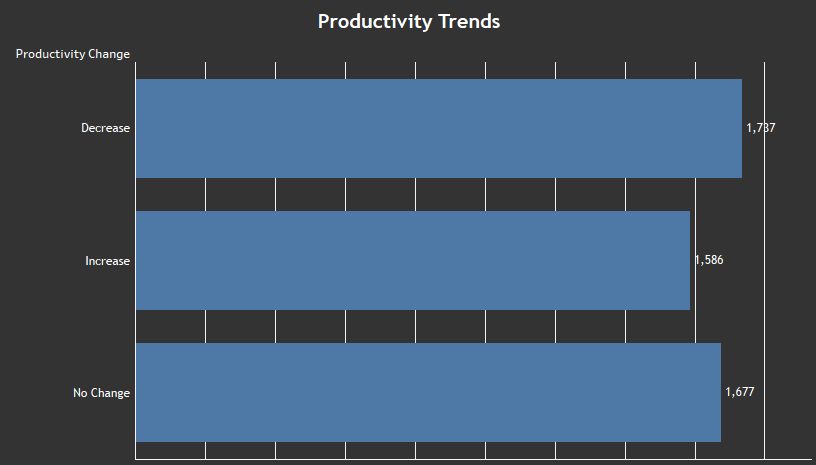 Productivity Trends
Productivity Change
Decrease
1,737
Increase
1,586
No Change
1,677